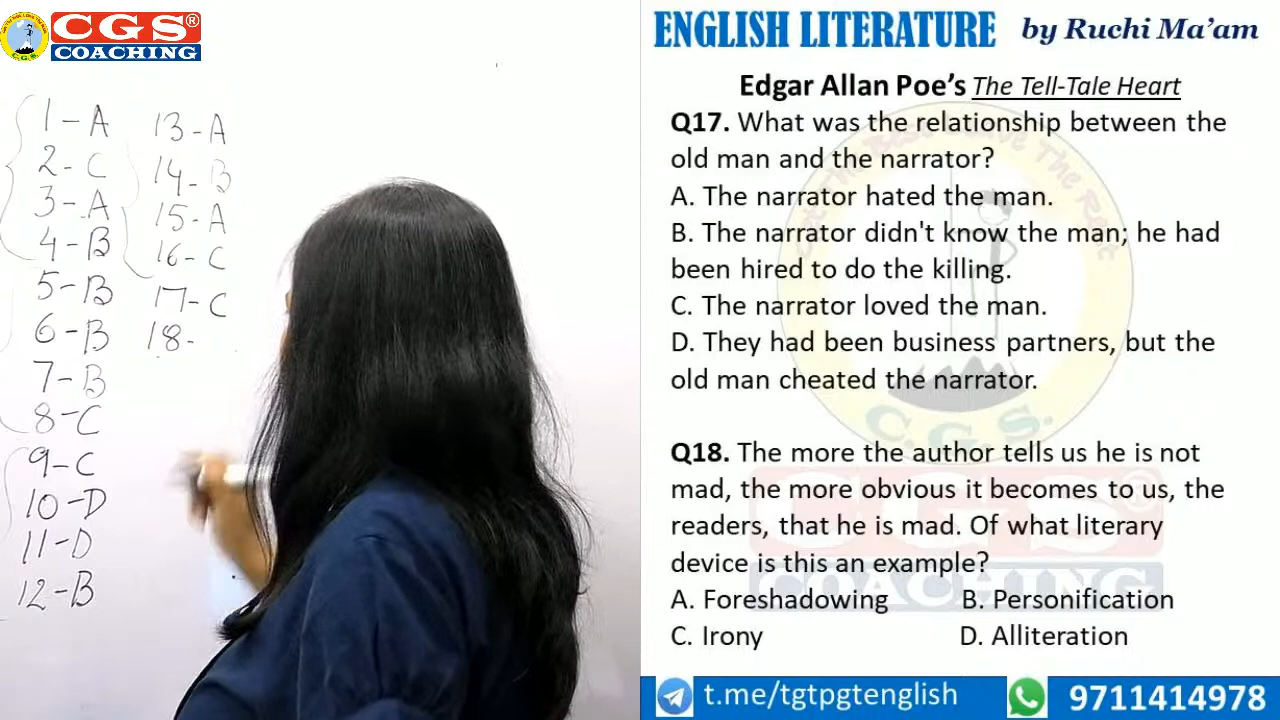 CGS®
COACHING
C.G.S.
1-A
2-C
3-A
4-B
5-B
6-B
7-B
8-C
9-C
10-D
11-D
12-B
13-A
14-B
15-A
16-C
17-C
18-
ENGLISH LITERATURE by Ruchi Ma’am
Edgar Allan Poe’s The Tell-Tale Heart
Q17. What was the relationship between the
old man and the narrator?
A. The narrator hated the man.
B. The narrator didn't know the man; he had
been hired to do the killing.
C. The narrator loved the man.
D. They had been business partners, but the
old man cheated the narrator.
Q18. The more the author tells us he is not
mad, the more obvious it becomes to us, the
readers, that he is mad. Of what literary
device is this an example?
A. Foreshadowing B. Personification
C. Irony D. Alliteration
C.G.S.
CGS
COACHING
t.me/tgtpgtenglish 9711414978